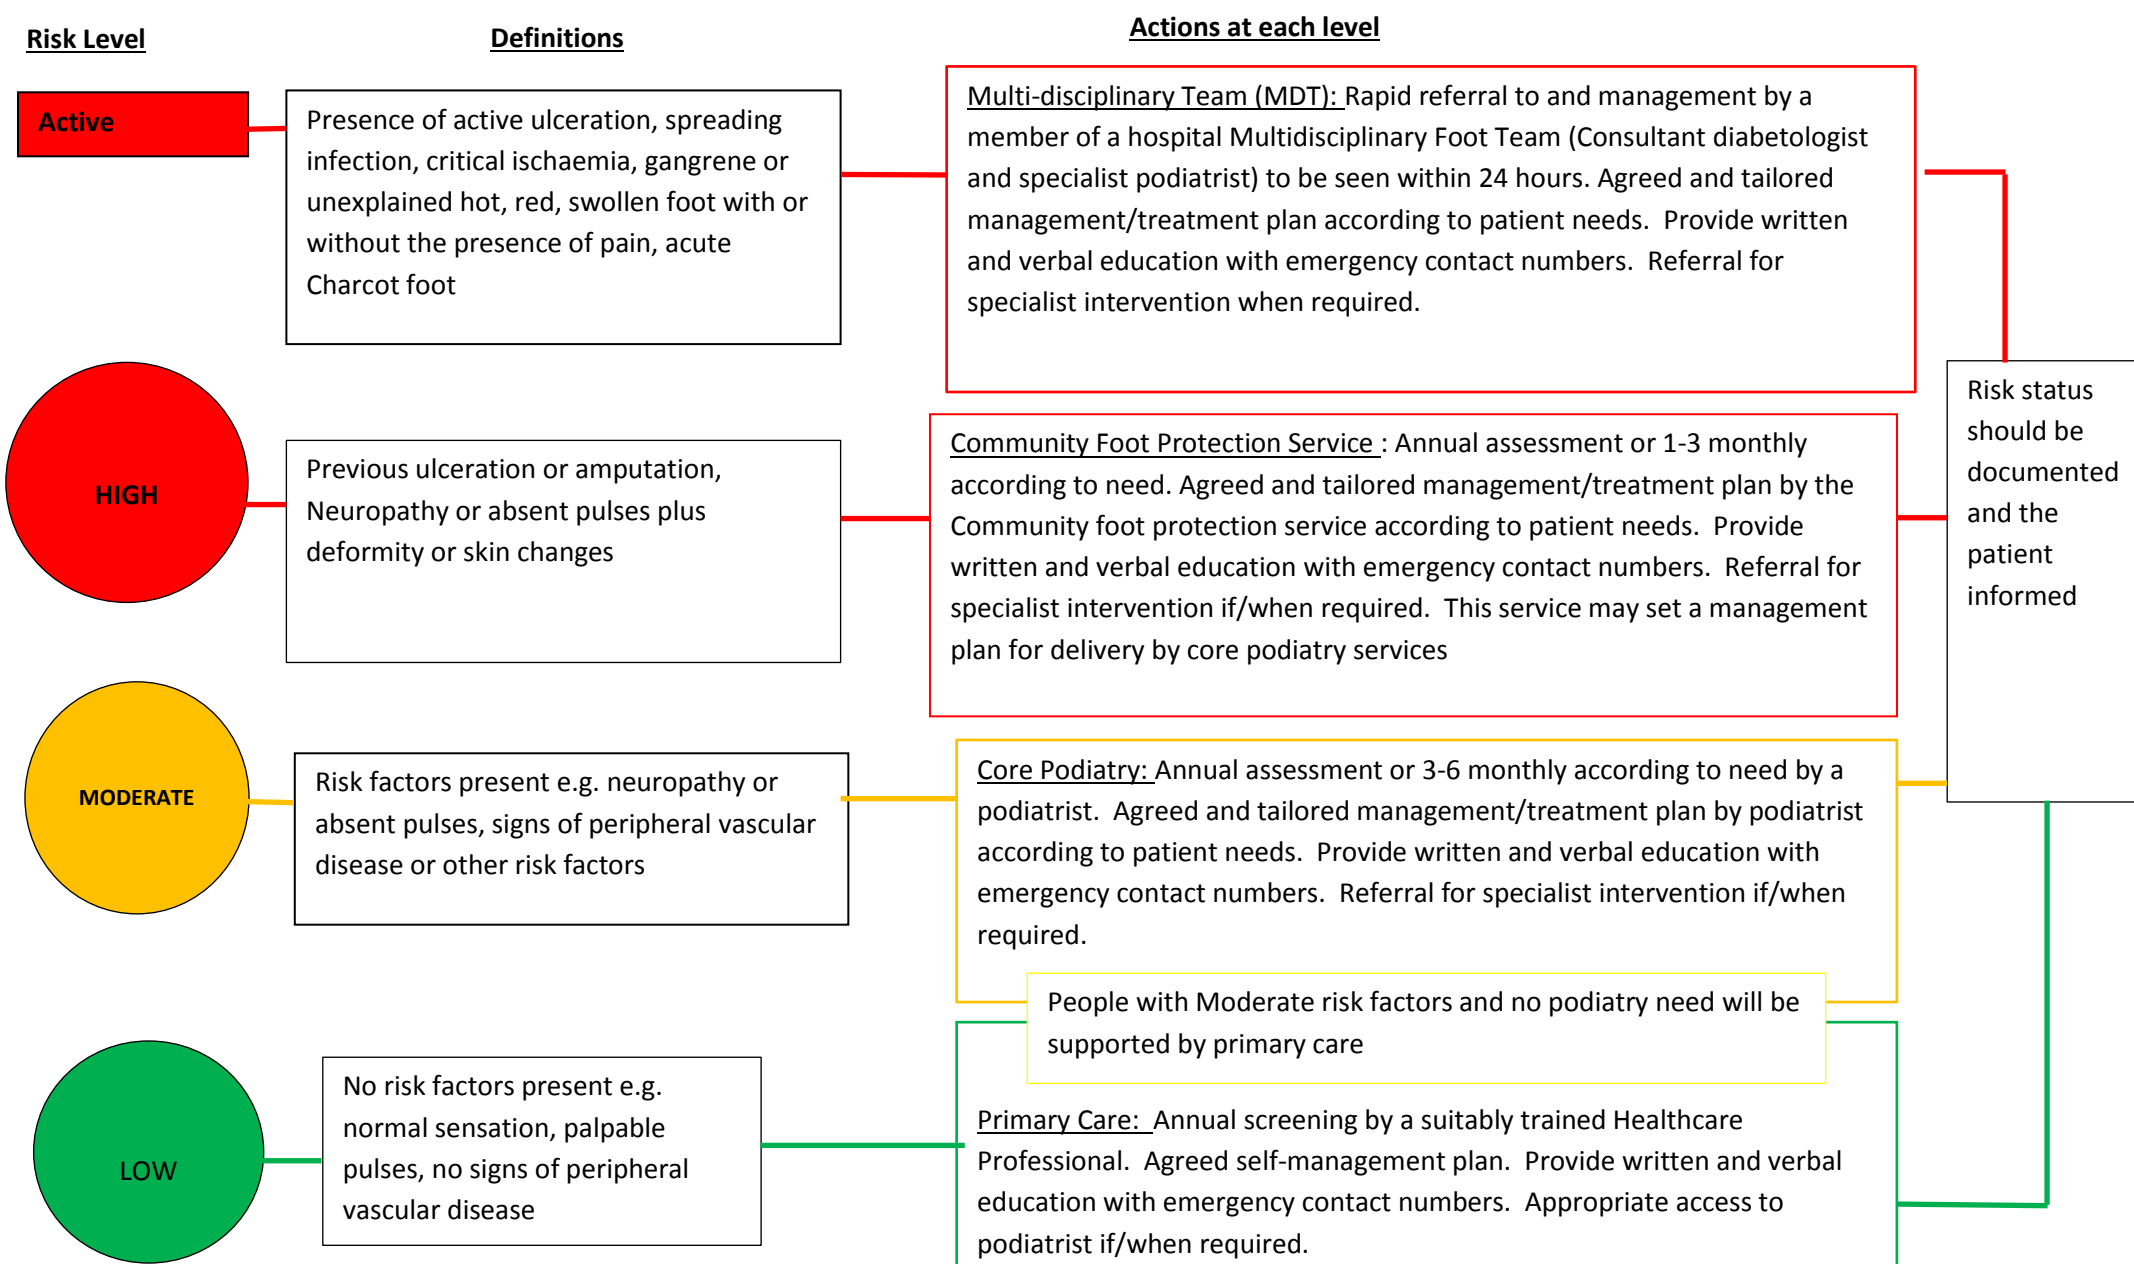 Risk Level
Definitions
Actions at each level
Active
Presence of active ulceration, spreading
infection, critical ischaemia, gangrene or
unexplained hot, red, swollen foot with or
without the presence of pain, acute
Charcot foot
Multi-disciplinary Team (MDT): Rapid referral to and management by a
member of a hospital Multidisciplinary Foot Team (Consultant diabetologist
and specialist podiatrist) to be seen within 24 hours. Agreed and tailored
management/treatment plan according to patient needs.  Provide written
and verbal education with emergency contact numbers.  Referral for
specialist intervention when required.
HIGH
Previous ulceration or amputation,
Neuropathy or absent pulses plus
deformity or skin changes
Community Foot Protection Service : Annual assessment or 1-3 monthly
according to need. Agreed and tailored management/treatment plan by the
Community foot protection service according to patient needs.  Provide
written and verbal education with emergency contact numbers.  Referral for
specialist intervention if/when required.  This service may set a management
plan for delivery by core podiatry services
Risk status
should be
documented
and the
patient
informed
MODERATE
Risk factors present e.g. neuropathy or
absent pulses, signs of peripheral vascular
disease or other risk factors
Core Podiatry: Annual assessment or 3-6 monthly according to need by a
podiatrist.  Agreed and tailored management/treatment plan by podiatrist
according to patient needs.  Provide written and verbal education with
emergency contact numbers.  Referral for specialist intervention if/when
required.
People with Moderate risk factors and no podiatry need will be
supported by primary care
LOW
No risk factors present e.g.
normal sensation, palpable
pulses, no signs of peripheral
vascular disease
Primary Care:  Annual screening by a suitably trained Healthcare
Professional.  Agreed self-management plan.  Provide written and verbal
education with emergency contact numbers.  Appropriate access to
podiatrist if/when required.